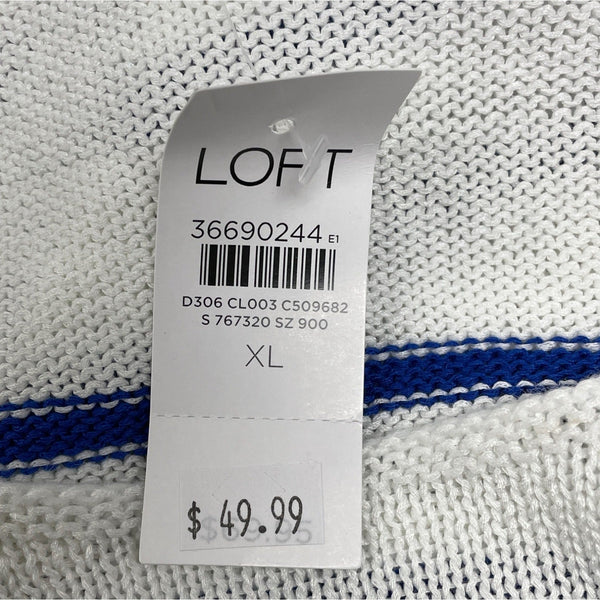 LOFT
36690244 E1
D306 CL003 C509682
S 767320 SZ 900
XL
$ 49.99